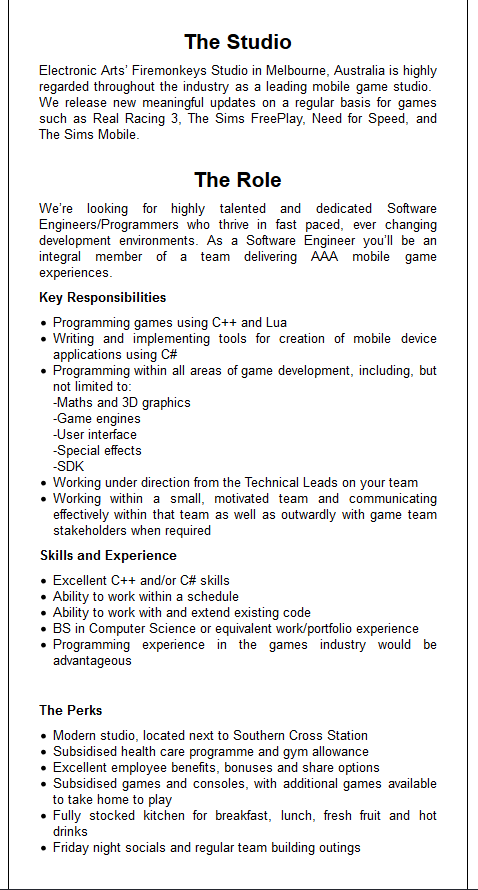 The Studio
Electronic Arts' Firemonkeys Studio in Melbourne, Australia is highly
regarded throughout the industry as a leading mobile game studio.
We release new meaningful updates on a regular basis for games
such as Real Racing 3, The Sims FreePlay, Need for Speed, and
The Sims Mobile.
The Role
We're looking for highly talented and dedicated Software
Engineers/Programmers who thrive in fast paced, ever changing
development environments. As a Software Engineer you'll be an
integral member of a team delivering AAA mobile game
experiences.
Key Responsibilities
• Programming games using C++ and Lua
• Writing and implementing tools for creation of mobile device
applications using C#
• Programming within all areas of game development, including, but
not limited to:
-Maths and 3D graphics
-Game engines
-User interface
-Special effects
-SDK
• Working under direction from the Technical Leads on your team
• Working within a small, motivated team and communicating
effectively within that team as well as outwardly with game team
stakeholders when required
Skills and Experience
• Excellent C++ and/or C# skills
• Ability to work within a schedule
• Ability to work with and extend existing code
• BS in Computer Science or equivalent work/portfolio experience
• Programming experience in the games industry would be
advantageous
The Perks
• Modern studio, located next to Southern Cross Station
• Subsidised health care programme and gym allowance
• Excellent employee benefits, bonuses and share options
• Subsidised games and consoles, with additional games available
to take home to play
• Fully stocked kitchen for breakfast, lunch, fresh fruit and hot
drinks
• Friday night socials and regular team building outings